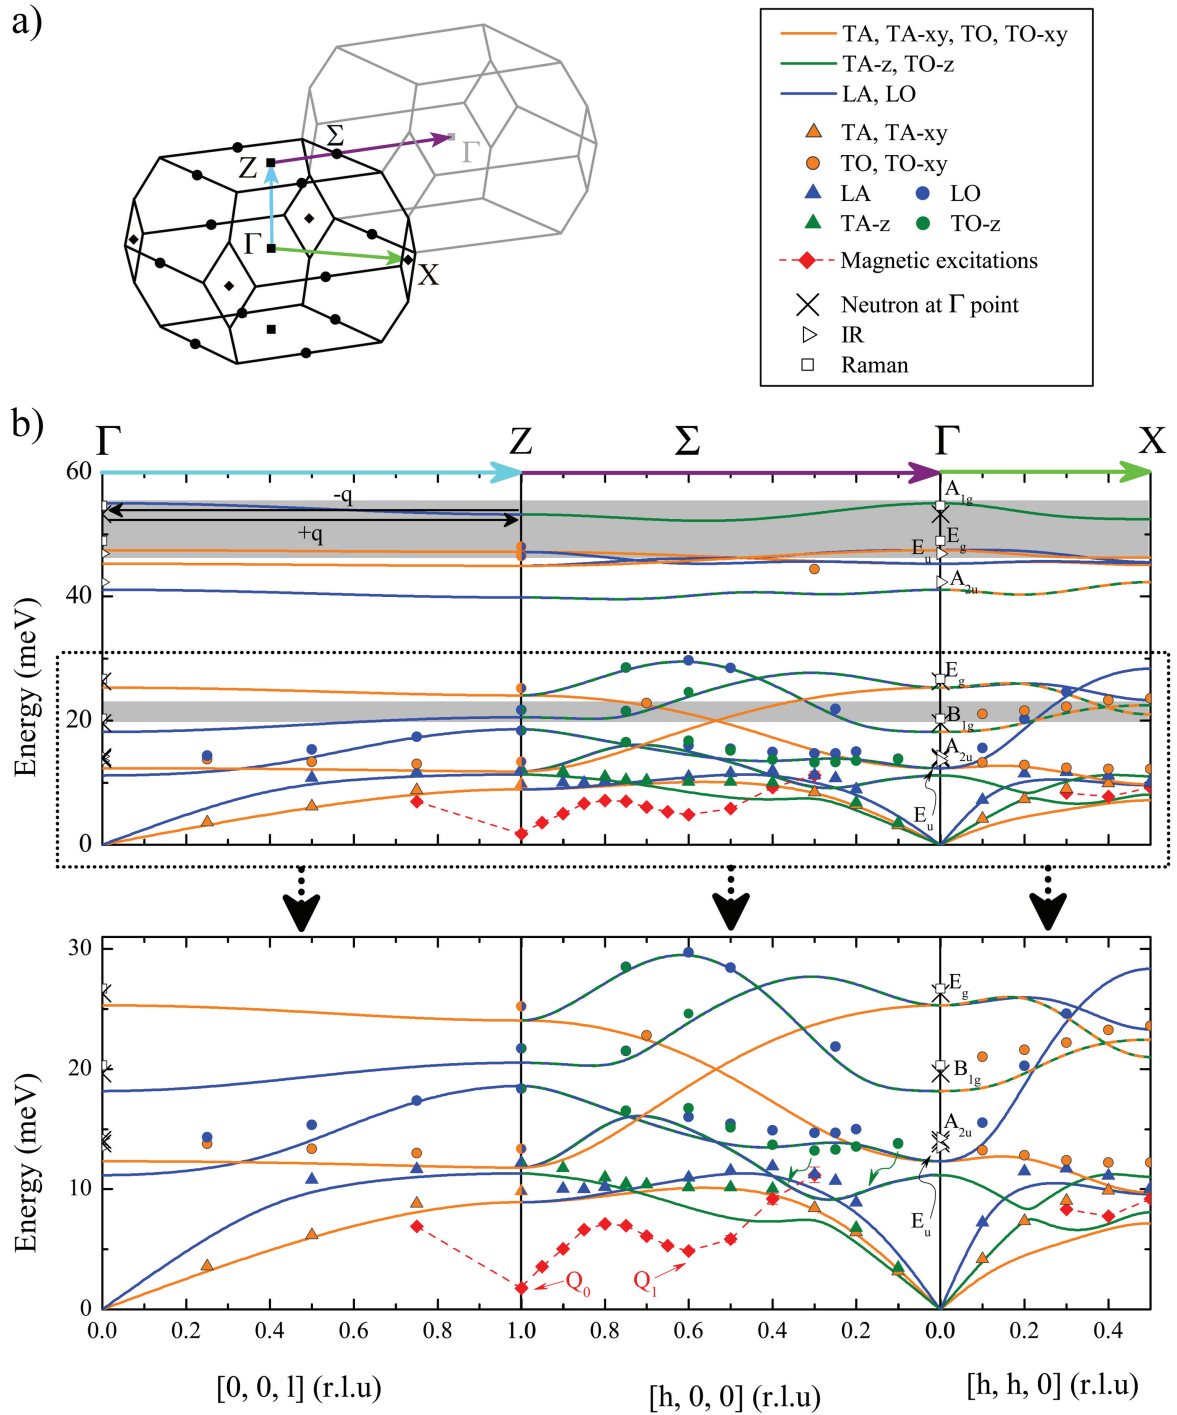 a)
Z
Σ
Γ
Γ
X
TA, TA-xy, TO, TO-xy
TA-z, TO-z
LA, LO
TA, TA-xy
TO, TO-xy
LA LO
TA-z TO-z
Magnetic excitations
Neutron at Γ point
IR
Raman
b)
Γ Z Σ Γ X
60
40
20
0
Energy (meV)
-q
+q
A1g
Eg
Eu
A2u
Eg
B1g
A2u
Eu
30
20
10
0
Energy (meV)
Eg
B1g
A2u
Eu
Q0
Q1
0.0 0.2 0.4 0.6 0.8 1.0 0.8 0.6 0.4 0.2 0.0 0.2 0.4
[0, 0, l] (r.l.u) [h, 0, 0] (r.l.u) [h, h, 0] (r.l.u)